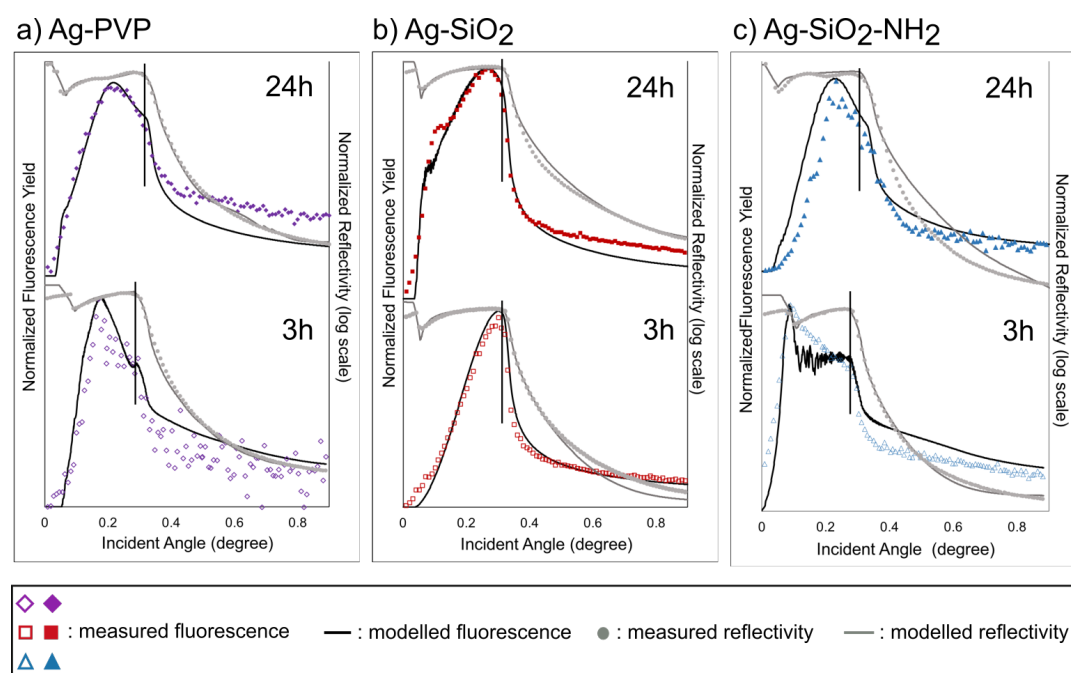 a) Ag-PVP
b) Ag-SiO2
c) Ag-SiO2-NH2
24h
24h
24h
3h
3h
3h
Normalized Fluorescence Yield
Normalized Reflectivity (log scale)
Normalized Fluorescence Yield
Normalized Reflectivity (log scale)
NormalizedFluorescence Yield
Normalized Reflectivity (log scale)
0 0.2 0.4 0.6 0.8
0 0.2 0.4 0.6 0.8
0 0.2 0.4 0.6 0.8
Incident Angle (degree)
Incident Angle (degree)
Incident Angle (degree)
: measured fluorescence : modelled fluorescence : measured reflectivity : modelled reflectivity